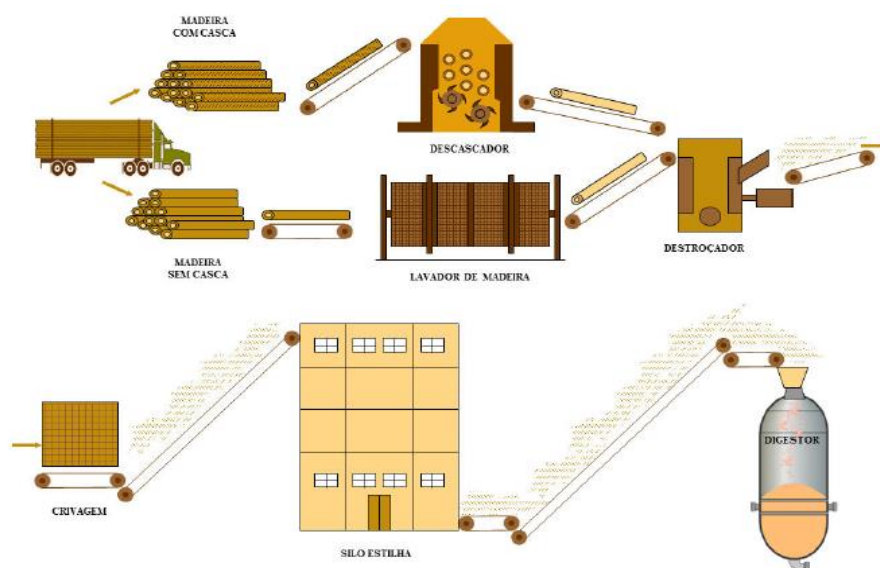 MADEIRA
COM CASCA
DESCASCADOR
DESTROÇADOR
MADEIRA
SEM CASCA
LAVADOR DE MADEIRA
CRIVAGEM
SILO ESTILHA
DIGESTOR